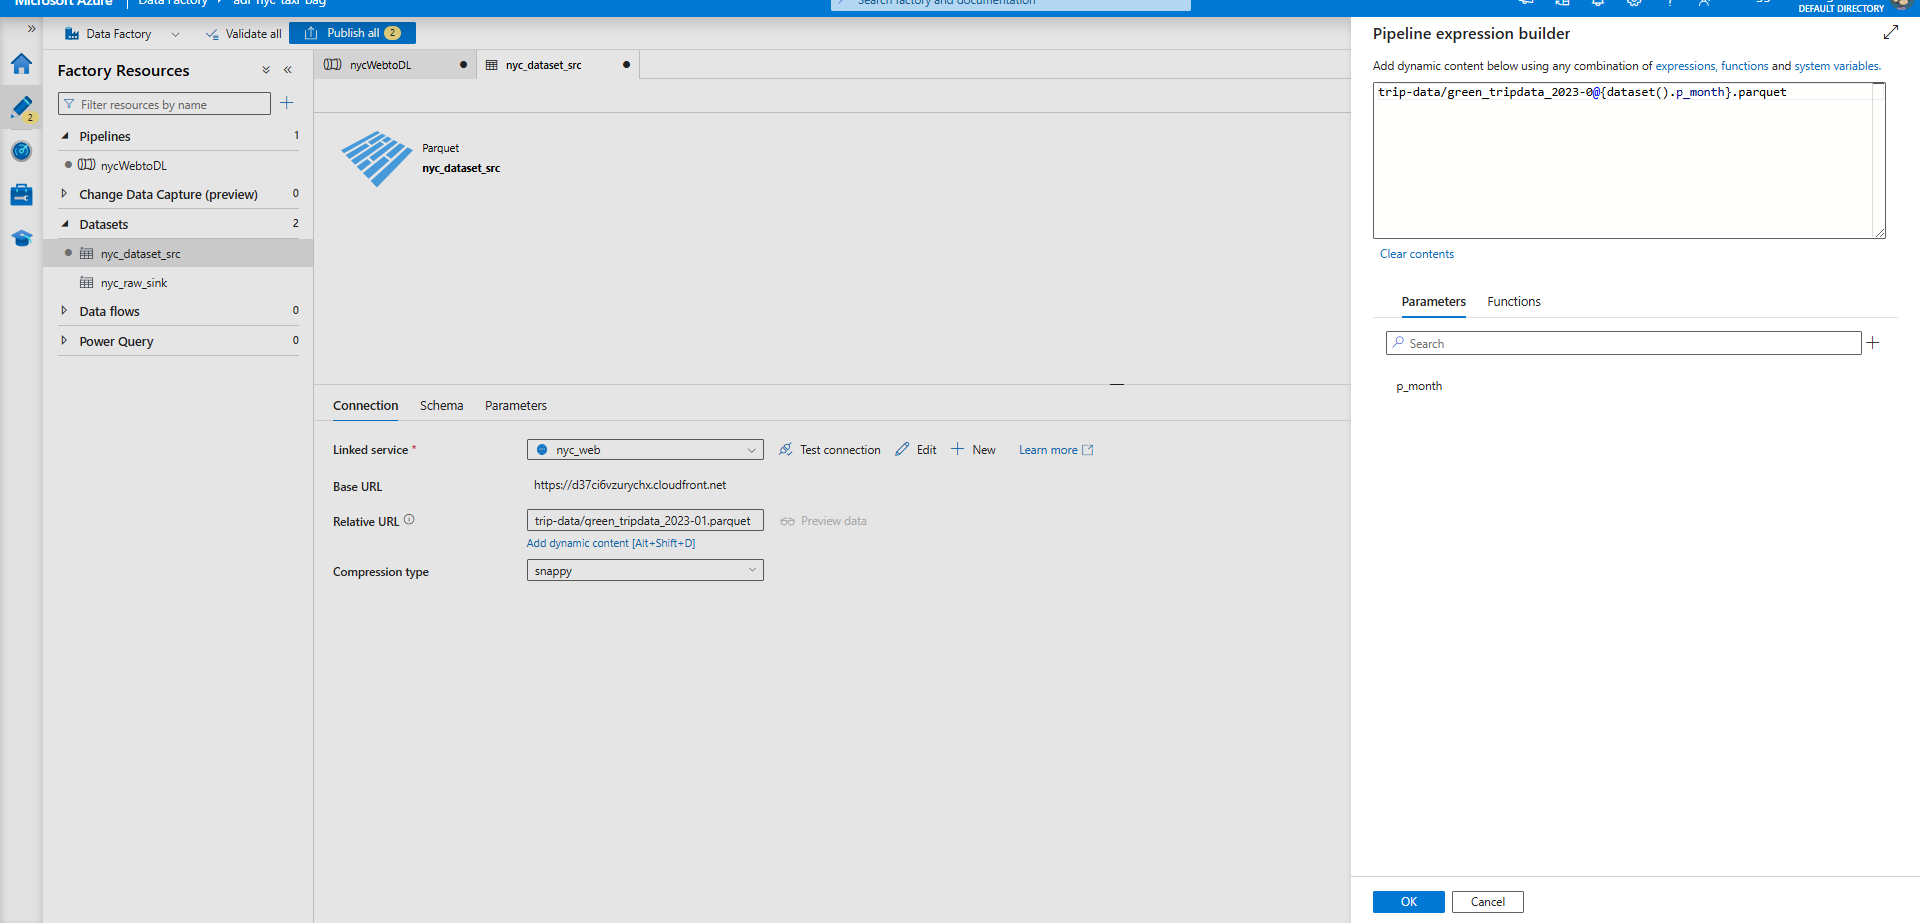 Microsoft Azure
Data Factory
adf-nyc-taxi-bag
Search factory and documentation
DEFAULT DIRECTORY
Data Factory
Validate all
Publish all 2
Factory Resources
Filter resources by name
2
Pipelines 1
nycWebtoDL
Change Data Capture (preview) 0
Datasets 2
nyc_dataset_src
nyc_raw_sink
Data flows 0
Power Query 0
nycWebtoDL
nyc_dataset_src
Parquet
nyc_dataset_src
Connection
Schema
Parameters
Linked service *
nyc_web
Test connection
Edit
New
Learn more
Base URL
https://d37ci6vzurychx.cloudfront.net
Relative URL
trip-data/green_tripdata_2023-01.parquet
Preview data
Add dynamic content [Alt+Shift+D]
Compression type
snappy
Pipeline expression builder
Add dynamic content below using any combination of expressions, functions and system variables.
trip-data/green_tripdata_2023-0@{dataset().p_month}.parquet
Clear contents
Parameters
Functions
Search
p_month
OK
Cancel